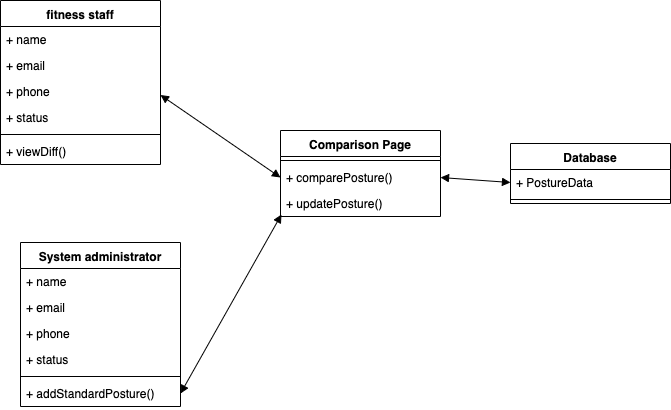 fitness staff
+ name
+ email
+ phone
+ status
+ viewDiff()
Comparison Page
+ comparePosture()
+ updatePosture()
Database
+ PostureData
System administrator
+ name
+ email
+ phone
+ status
+ addStandardPosture()